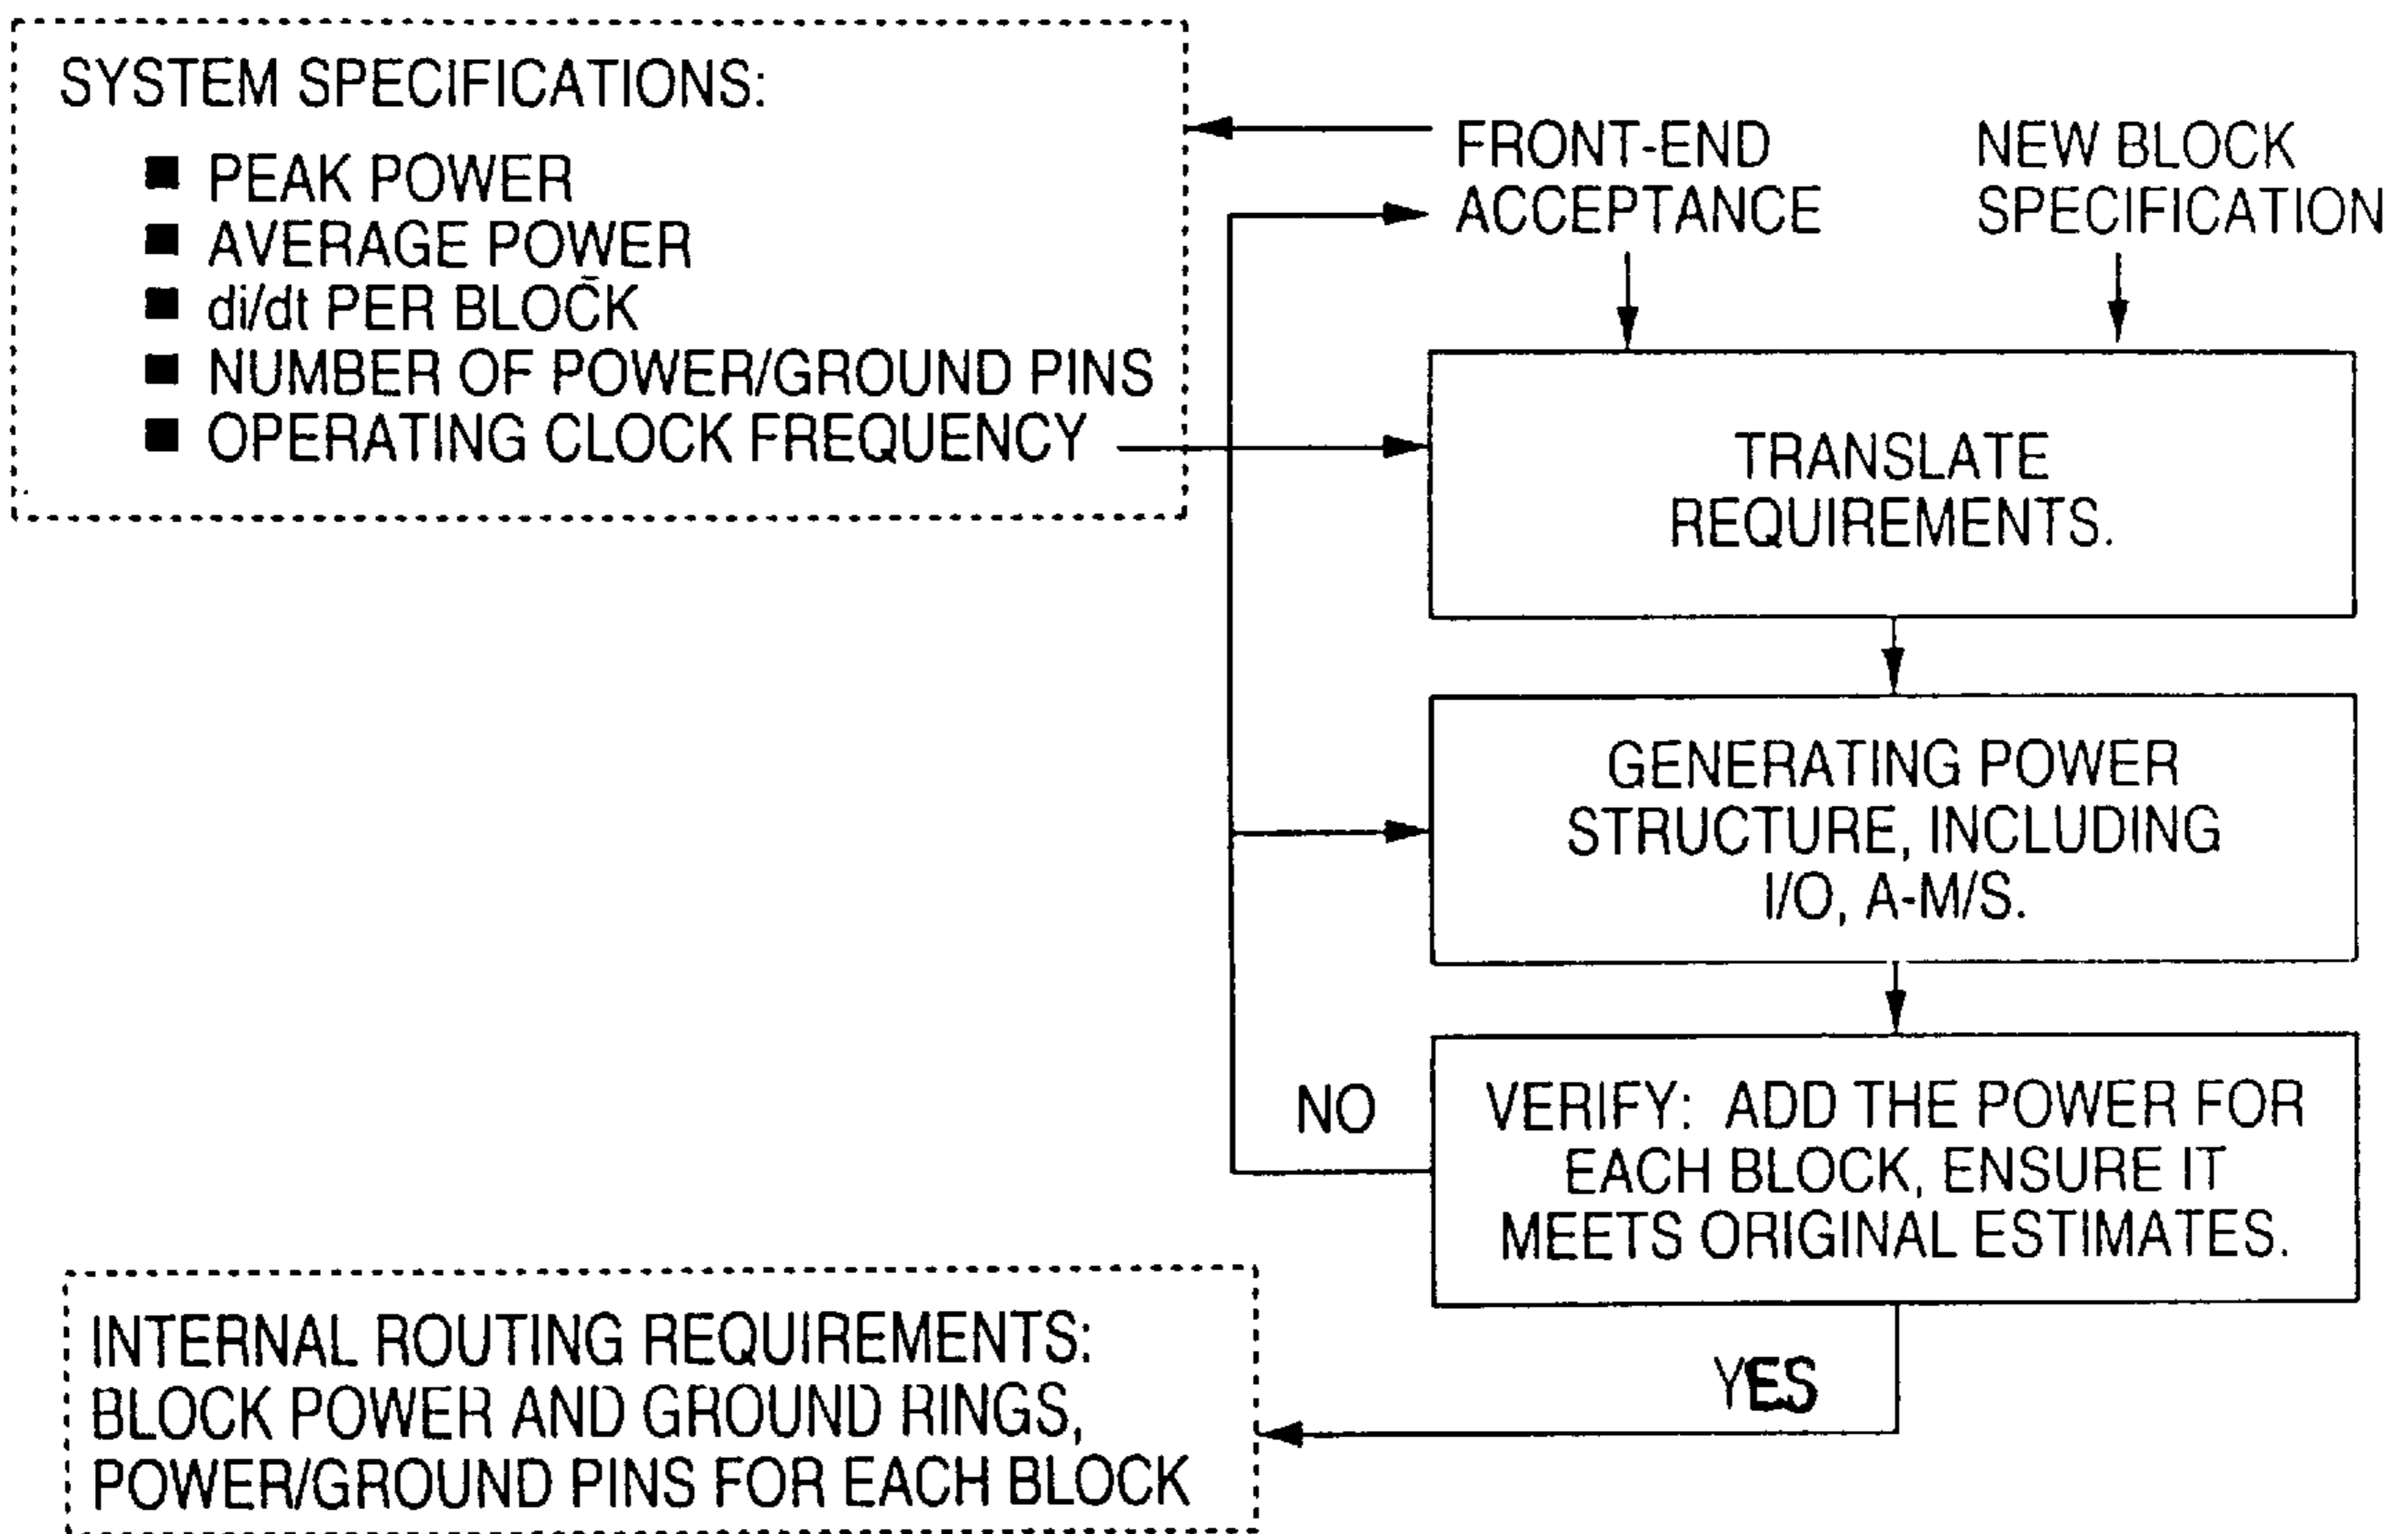 SYSTEM SPECIFICATIONS:
■ PEAK POWER
■ AVERAGE POWER
■ di/dt PER BLOCK
■ NUMBER OF POWER/GROUND PINS
■ OPERATING CLOCK FREQUENCY
FRONT-END
ACCEPTANCE
NEW BLOCK
SPECIFICATION
TRANSLATE
REQUIREMENTS.
GENERATING POWER
STRUCTURE, INCLUDING
I/O, A-M/S.
NO
VERIFY: ADD THE POWER FOR
EACH BLOCK, ENSURE IT
MEETS ORIGINAL ESTIMATES.
YES
INTERNAL ROUTING REQUIREMENTS:
BLOCK POWER AND GROUND RINGS,
POWER/GROUND PINS FOR EACH BLOCK